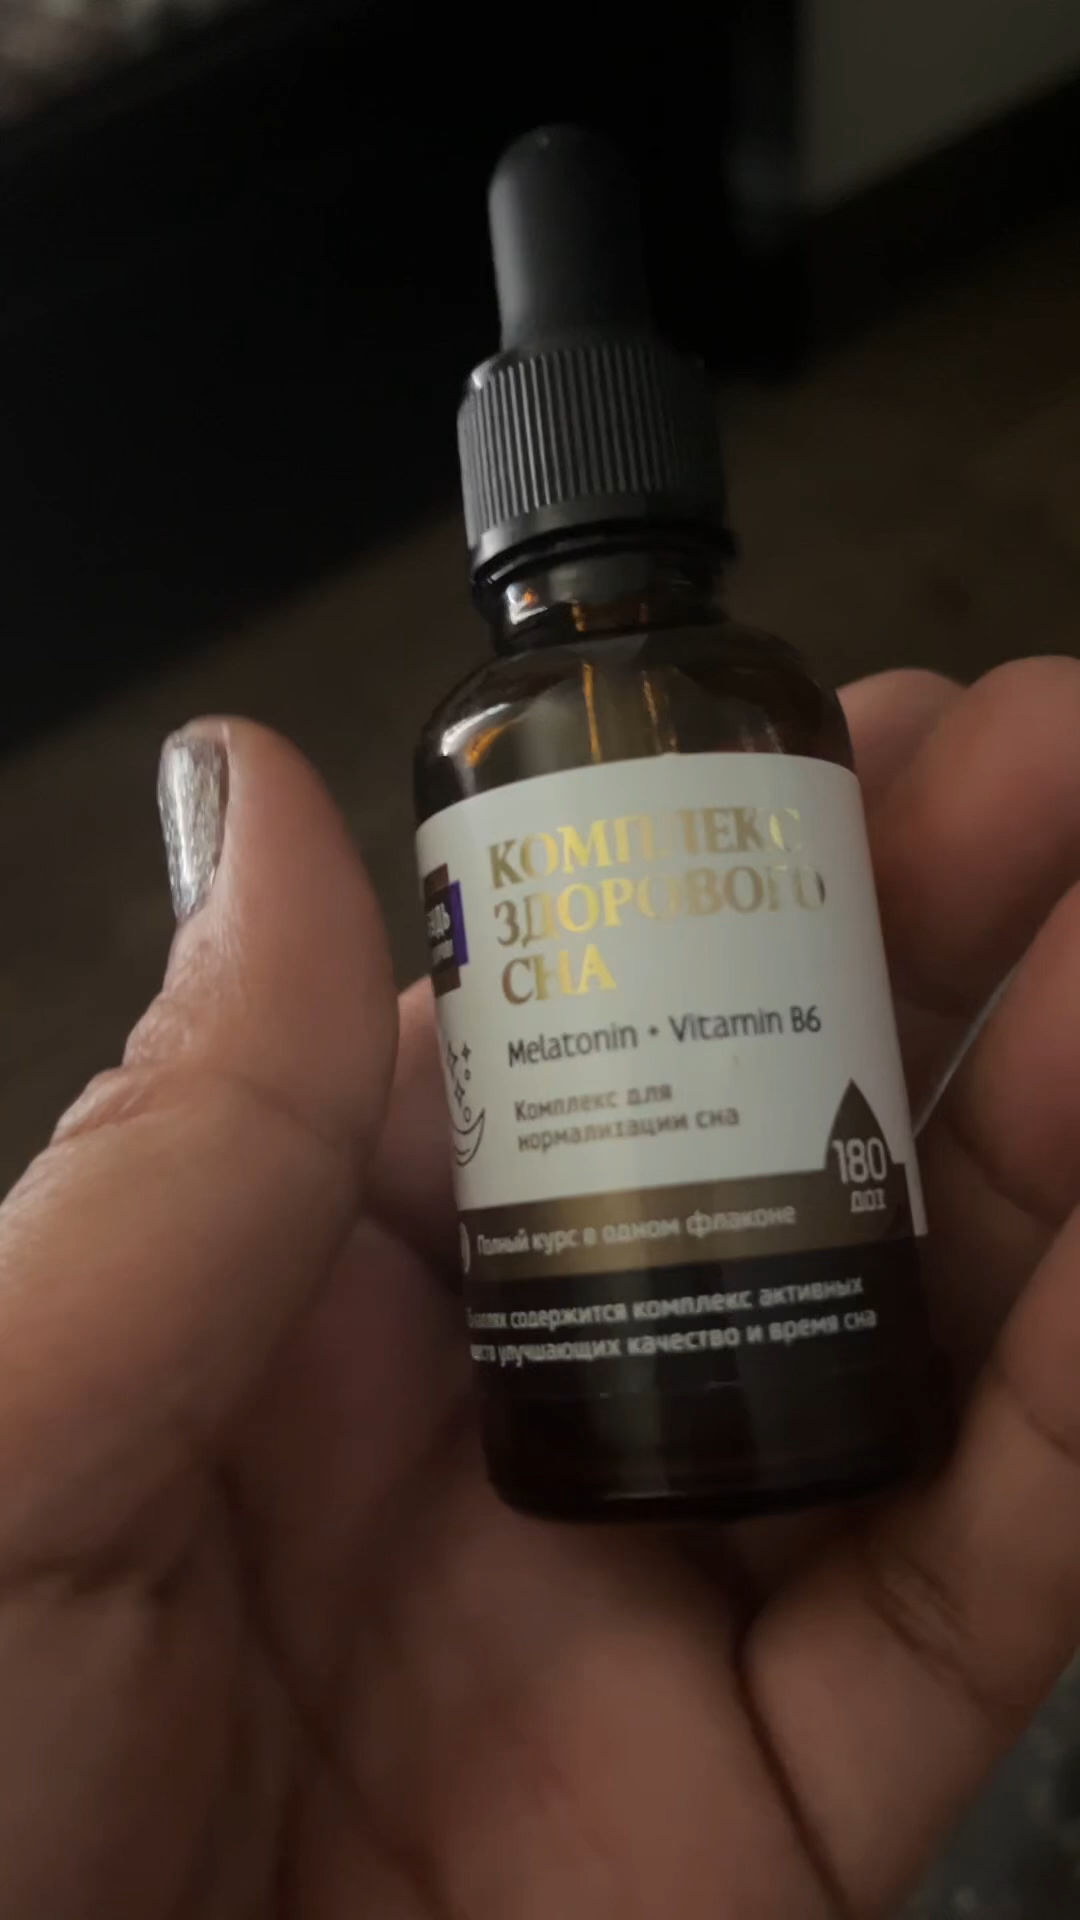 КОМПЛЕКС
ЗДОРОВОГО
СНА
Melatonin + Vitamin B6
Комплекс для
нормализации сна
180
доз
Полный курс в одном флаконе
содержится комплекс активных
улучшающих качество и время сна